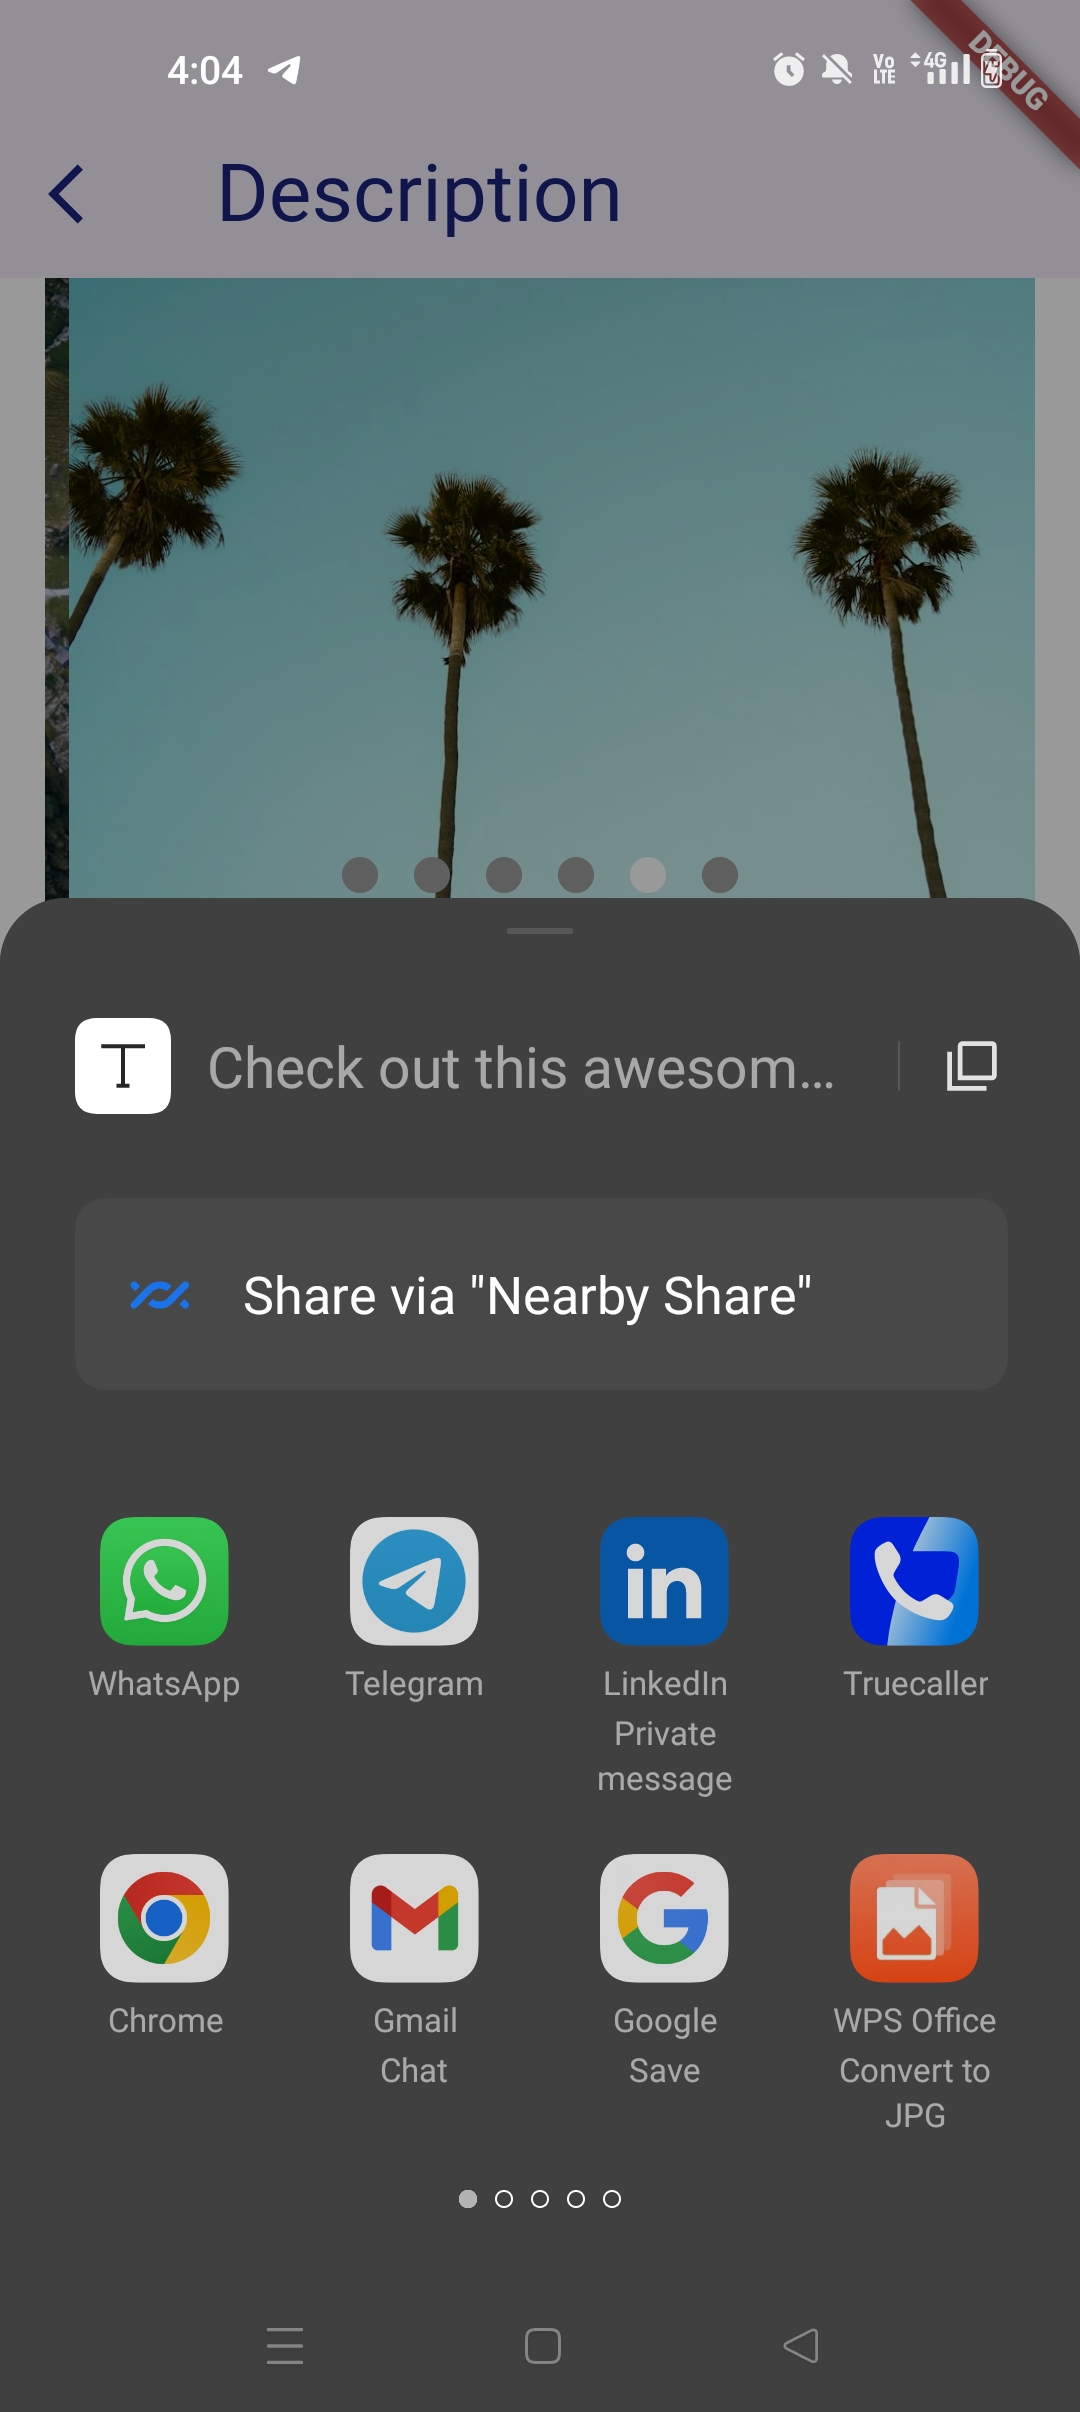 4:04
Vo LTE
4G
DEBUG
Description
T
Check out this awesom...
Share via "Nearby Share"
in
WhatsApp
Telegram
LinkedIn
Truecaller
Private
message
Chrome
Gmail
Google
WPS Office
Chat
Save
Convert to
JPG